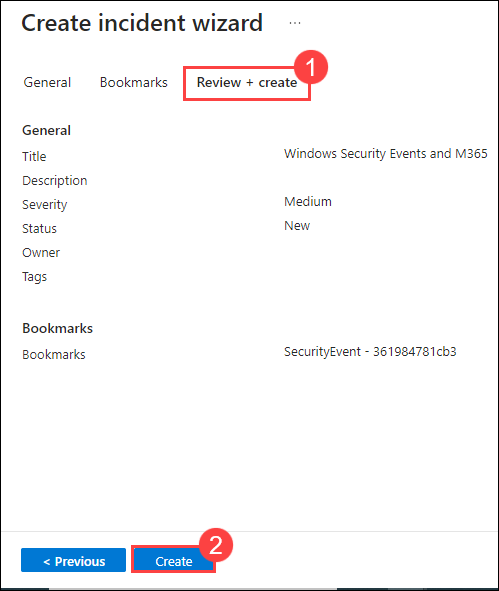 Create incident wizard ...
1
General Bookmarks Review + create
General
Title Windows Security Events and M365
Description
Severity Medium
Status New
Owner
Tags
Bookmarks
Bookmarks SecurityEvent - 361984781cb3
2
< Previous Create